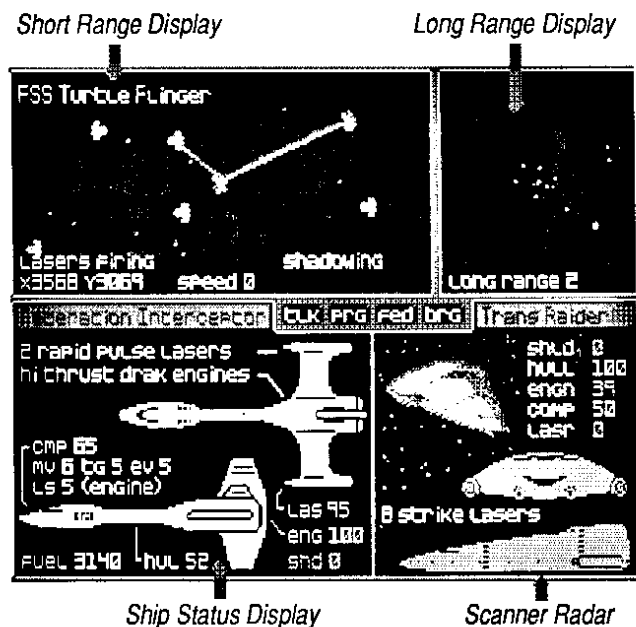 Short Range Display
Long Range Display
FSS Turtle Flinger
Lasers Firing
x3568 Y3069 speed 0
shadowing
Long range 2
Interceptor
tlk prg fed brg
Trans Raider
2 rapid pulse Lasers
hi thrust drak engines
cmp 65
mv 6 tg 5 ev 5
Ls 5 (engine)
Fuel 3140
hul 52
Las 95
eng 100
shd 0
shld 0
hull 100
engn 39
comp 50
Lasr 0
8 strike Lasers
Ship Status Display
Scanner Radar